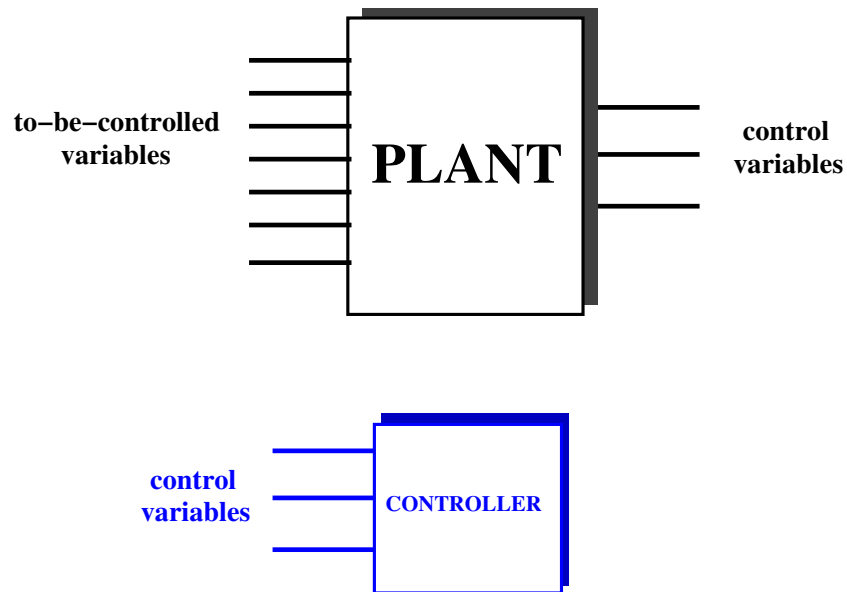 to−be−controlled
variables
PLANT
control
variables
control
variables
CONTROLLER